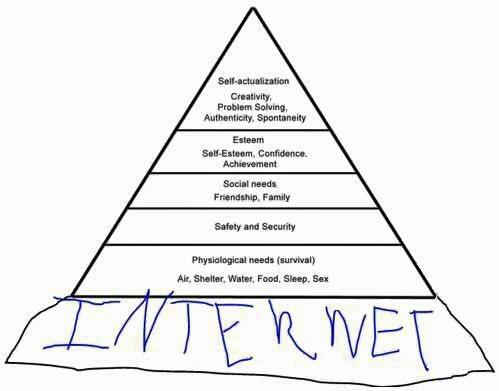 Self-actualization
Creativity,
Problem Solving,
Authenticity, Spontaneity
Esteem
Self-Esteem, Confidence.
Achievement
Social needs
Friendship, Family
Safety and Security
Physiological needs (survival)
Air, Shelter, Water, Food, Sleep, Sex
INTERNET